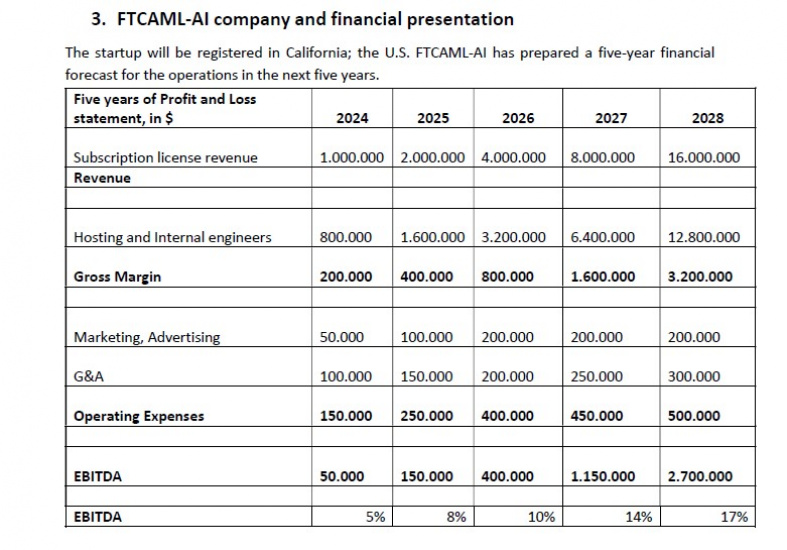 3. FTCAML-AI company and financial presentation
The startup will be registered in California; the U.S. FTCAML-AI has prepared a five-year financial
forecast for the operations in the next five years.
Five years of Profit and Loss
statement, in $ 2024 2025 2026 2027 2028
Subscription license revenue 1.000.000 2.000.000 4.000.000 8.000.000 16.000.000
Revenue
Hosting and Internal engineers 800.000 1.600.000 3.200.000 6.400.000 12.800.000
Gross Margin 200.000 400.000 800.000 1.600.000 3.200.000
Marketing, Advertising 50.000 100.000 200.000 200.000 200.000
G&A 100.000 150.000 200.000 250.000 300.000
Operating Expenses 150.000 250.000 400.000 450.000 500.000
EBITDA 50.000 150.000 400.000 1.150.000 2.700.000
EBITDA 5% 8% 10% 14% 17%